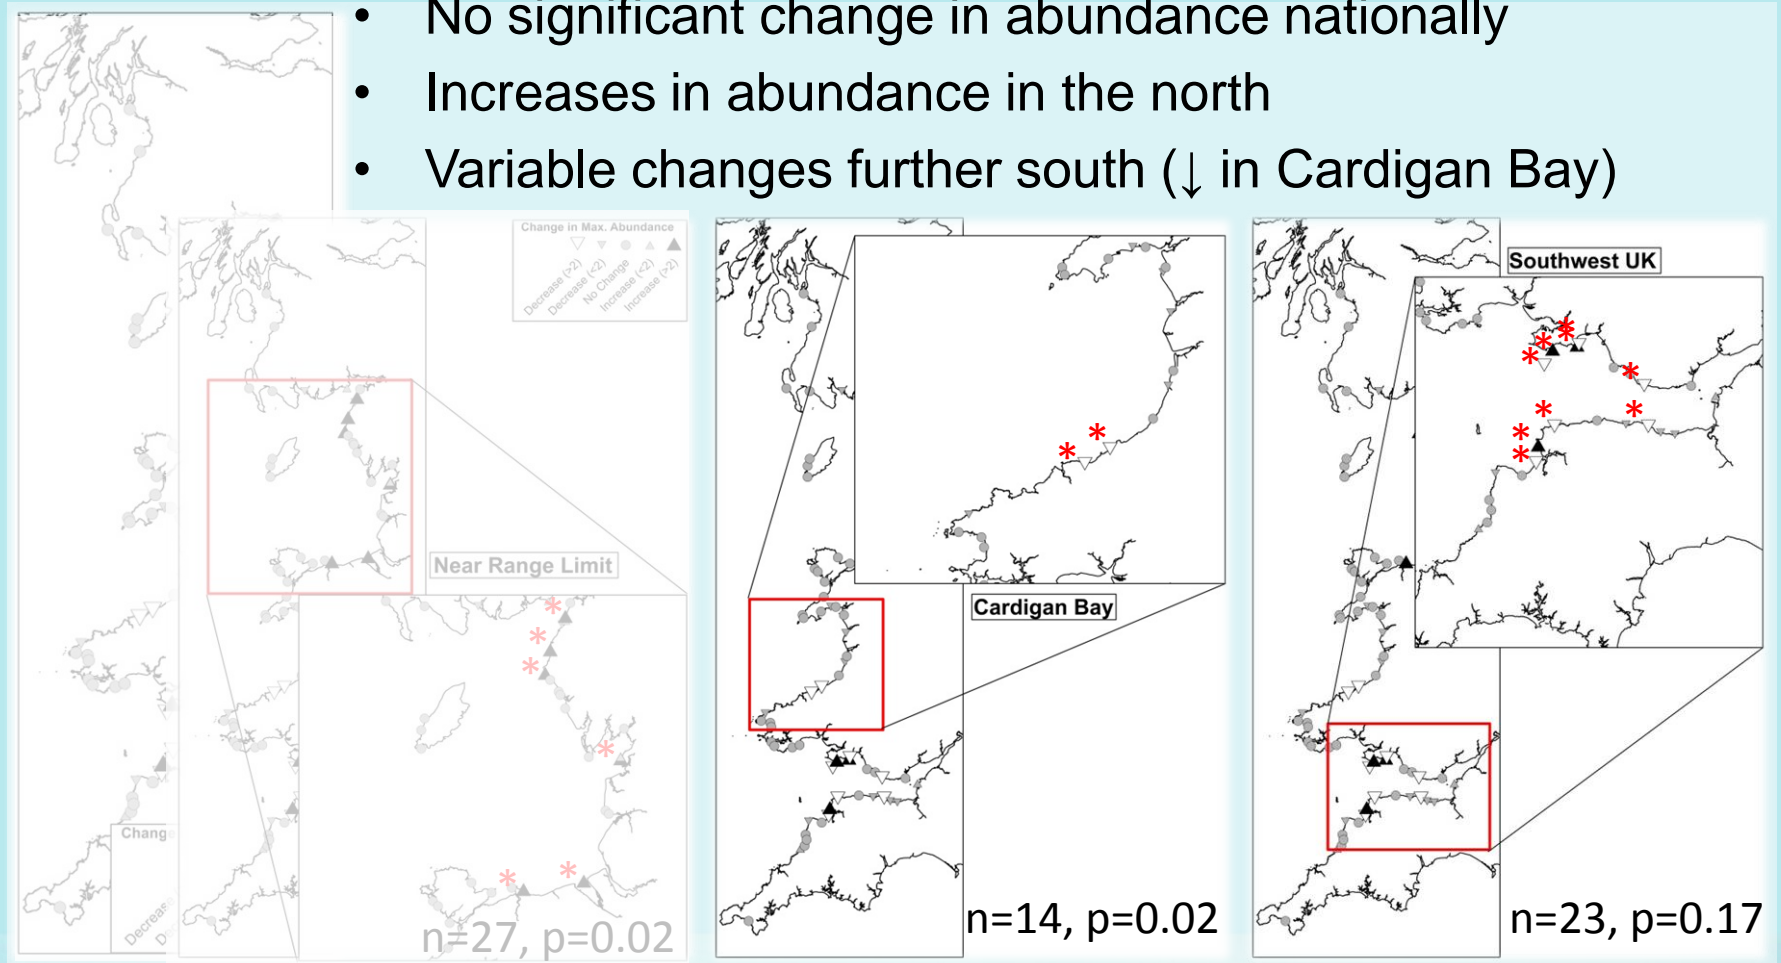 • No significant change in abundance nationally
• Increases in abundance in the north
• Variable changes further south (↓ in Cardigan Bay)
Change in Max. Abundance
Decrease (>2)
Decrease (<2)
No Change
Increase (<2)
Increase (>2)
Southwest UK
Near Range Limit
Cardigan Bay
Chang
Decrease
n=27, p=0.02
n=14, p=0.02
n=23, p=0.17